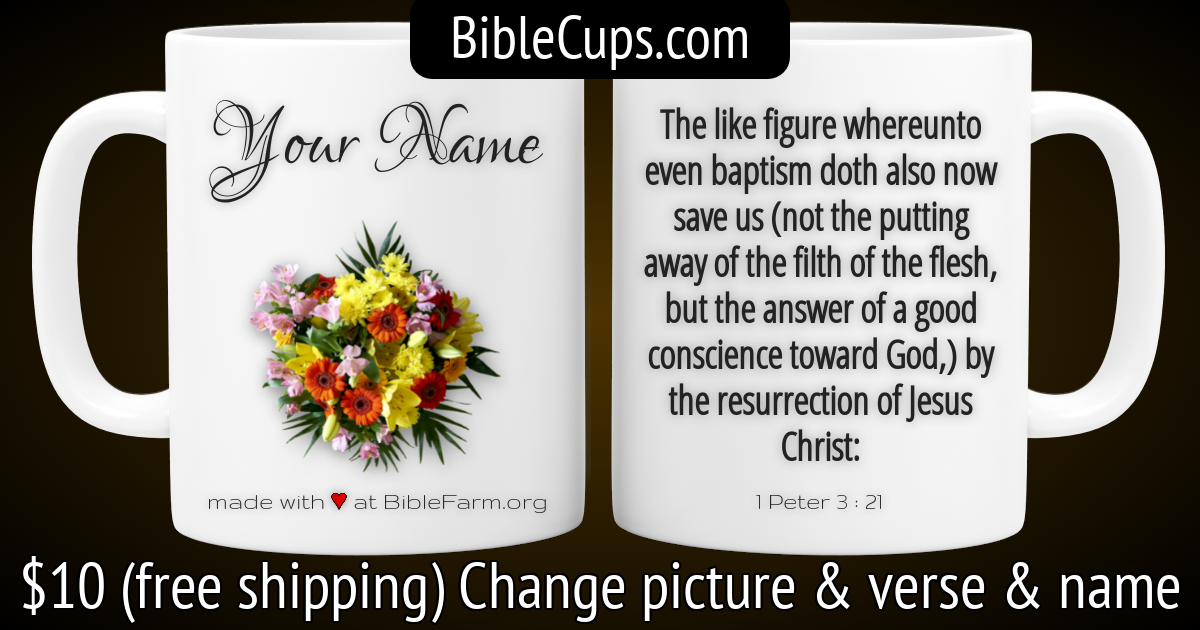 BibleCups.com
Your Name
made with ♥ at BibleFarm.org
The like figure whereunto
even baptism doth also now
save us (not the putting
away of the filth of the flesh,
but the answer of a good
conscience toward God,) by
the resurrection of Jesus
Christ:
1 Peter 3 : 21
$10 (free shipping) Change picture & verse & name